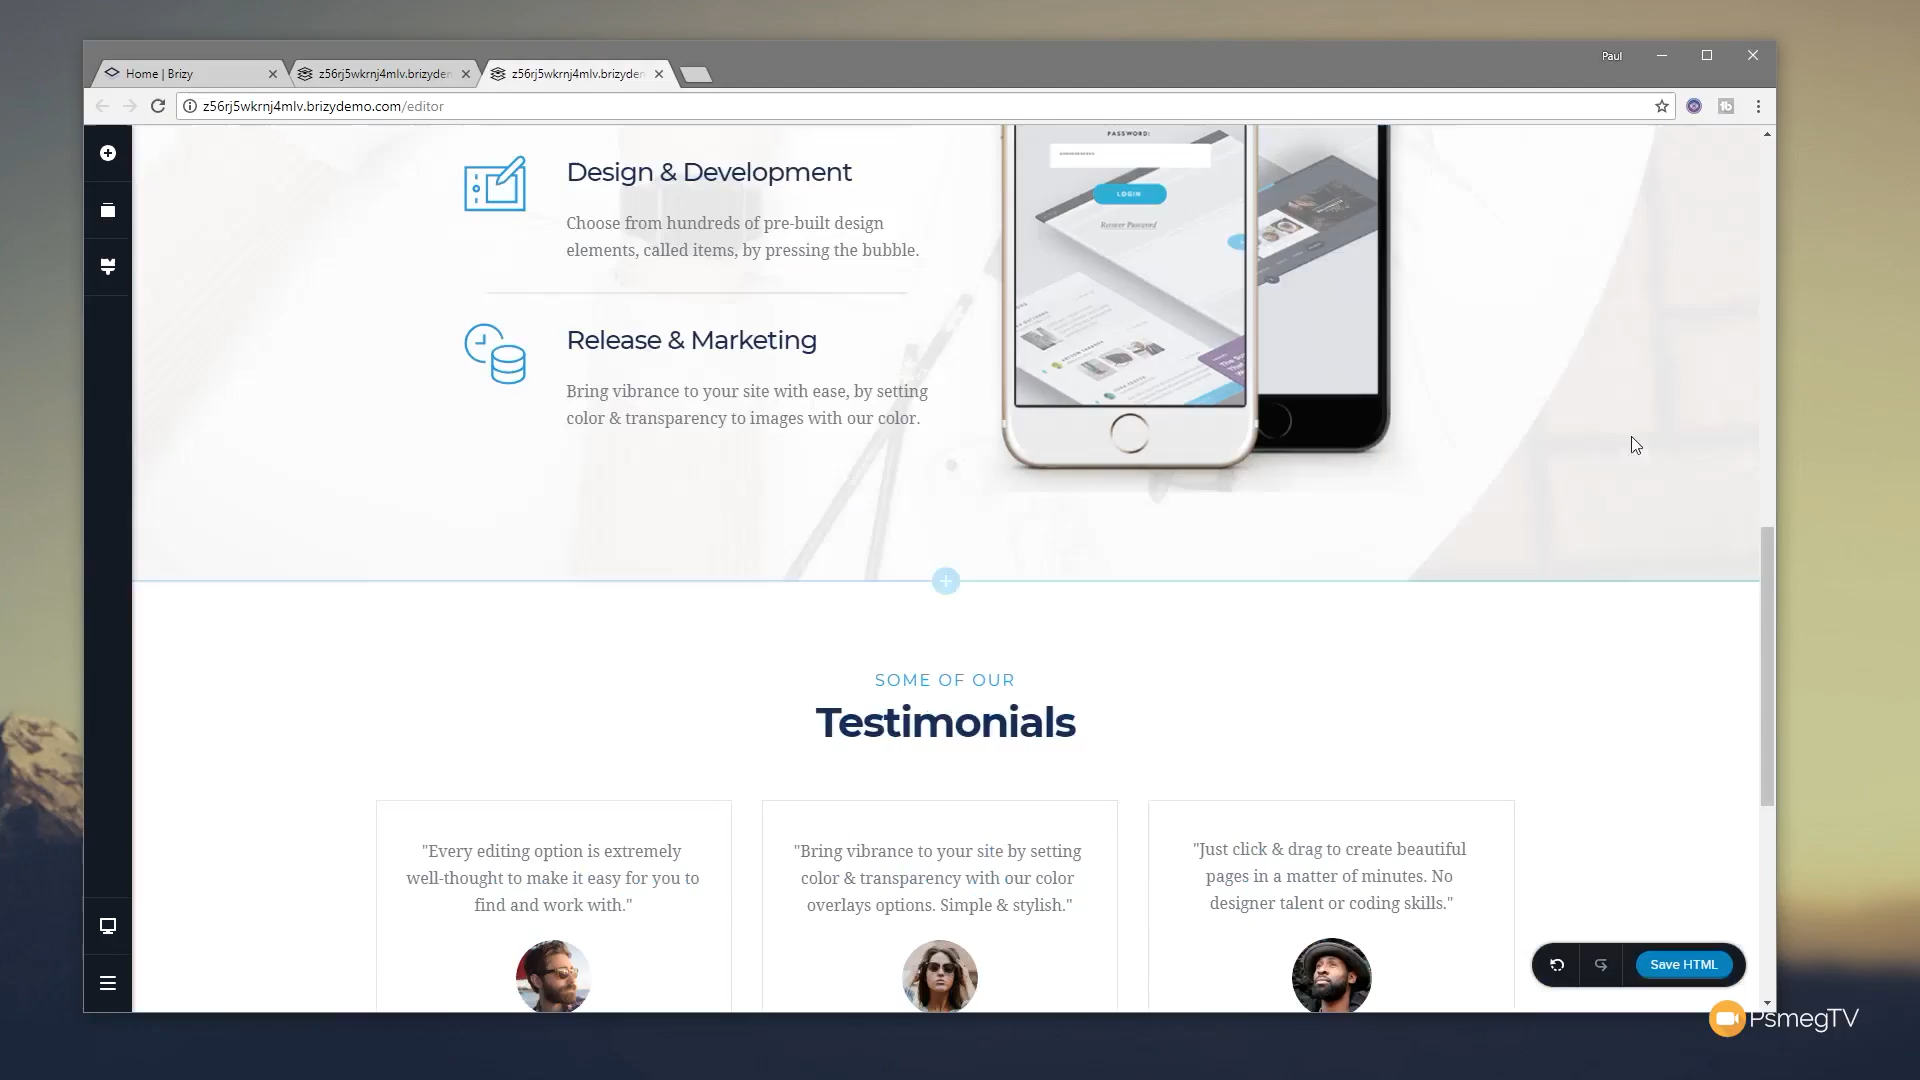 Paul
Home | Brizy
z56rj5wkrnj4mlv.brizyden
z56rj5wkrnj4mlv.brizyden
z56rj5wkrnj4mlv.brizydemo.com/editor
PASSWORD:
LOGIN
Recover Password
Design & Development
Choose from hundreds of pre-built design
elements, called items, by pressing the bubble.
Release & Marketing
Bring vibrance to your site with ease, by setting
color & transparency to images with our color.
SOME OF OUR
Testimonials
"Every editing option is extremely
well-thought to make it easy for you to
find and work with."
"Bring vibrance to your site by setting
color & transparency with our color
overlays options. Simple & stylish."
"Just click & drag to create beautiful
pages in a matter of minutes. No
designer talent or coding skills."
Save HTML
PsmegTV